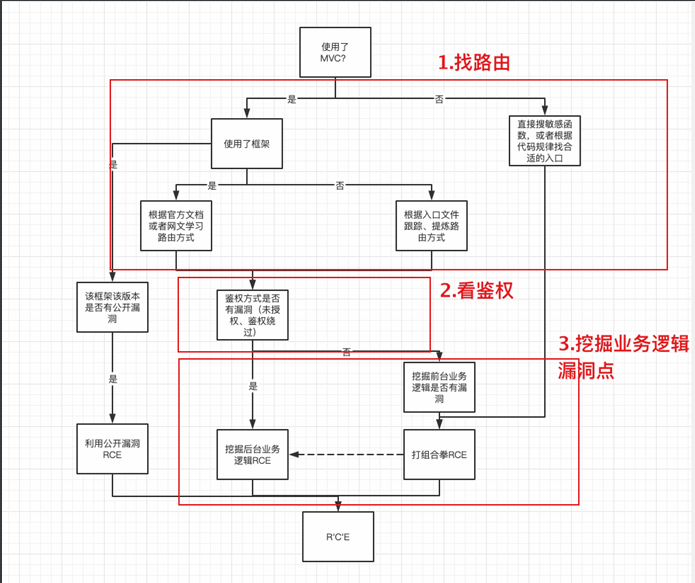 使用了
MVC?
1.找路由
是
否
使用了框架
直接搜敏感函
数，或者根据
代码规律找合
适的入口
是
是
否
根据官方文档
或者网文学习
路由方式
根据入口文件
跟踪、提炼路
由方式
2.看鉴权
该框架该版本
是否有公开漏
洞
鉴权方式是否
有漏洞（未授
权、鉴权绕
过）
否
3.挖掘业务逻辑
漏洞点
是
是
挖掘前台业务
逻辑是否有漏
洞
利用公开漏洞
RCE
挖掘后台业务
逻辑RCE
打组合拳RCE
R'C'E